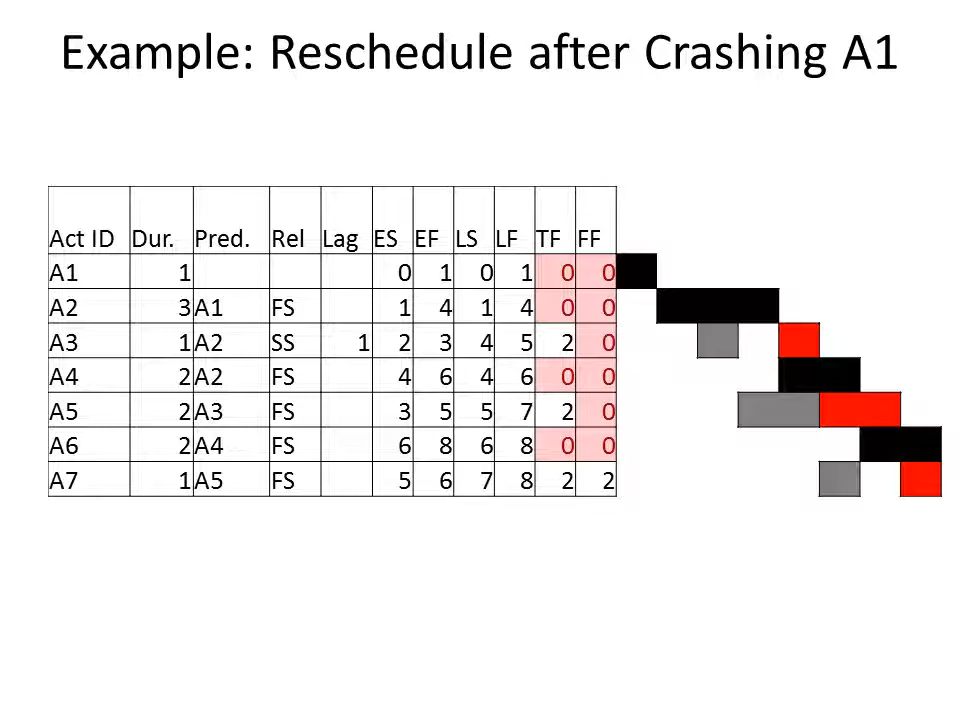 Example: Reschedule after Crashing A1
Act ID Dur. Pred. Rel Lag ES EF LS LF TF FF
A1 1 0 1 0 1 0 0
A2 3 A1 FS 1 4 1 4 0 0
A3 1 A2 SS 1 2 3 4 5 2 0
A4 2 A2 FS 4 6 4 6 0 0
A5 2 A3 FS 3 5 5 7 2 0
A6 2 A4 FS 6 8 6 8 0 0
A7 1 A5 FS 5 6 7 8 2 2